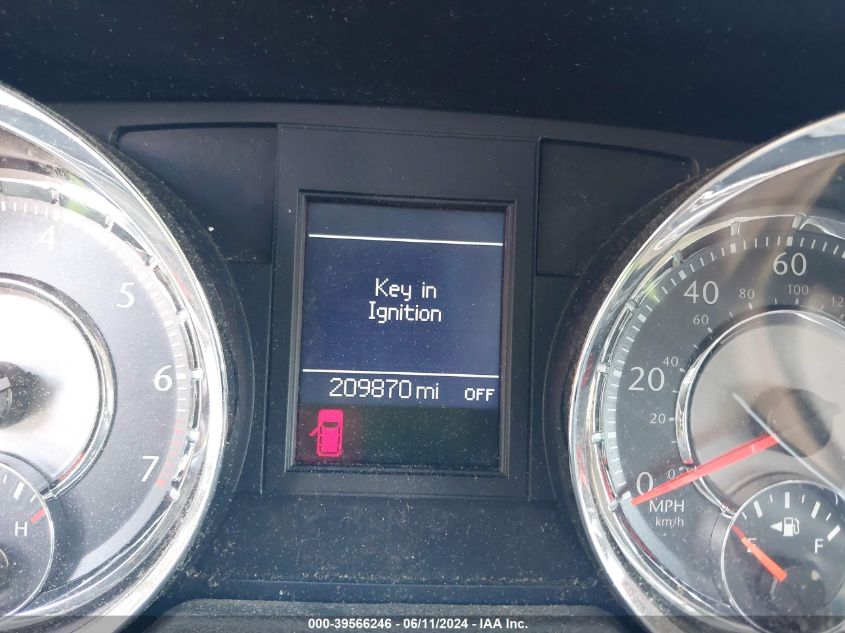 4
5
6
7
H
Key in
Ignition
209870 mi OFF
0 20 40 60
0 20 40 60 80 100
MPH
km/h
E F
000-39566246 - 06/11/2024 - IAA Inc.